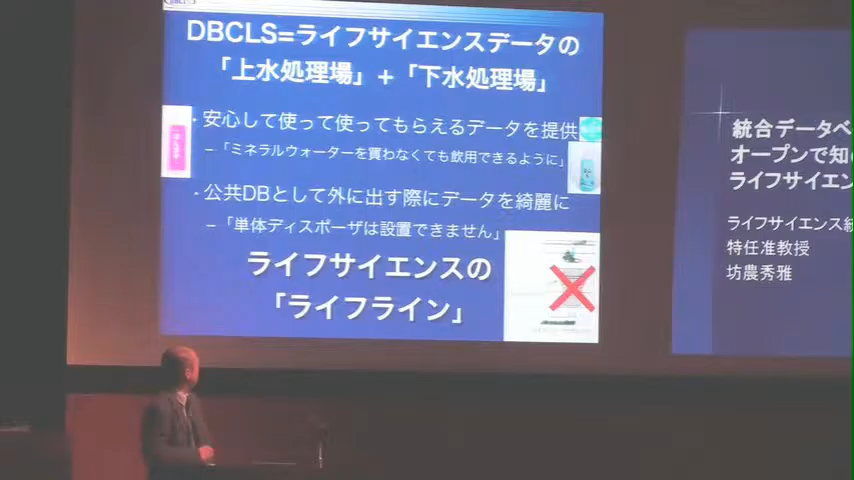 DBCLS=ライフサイエンスデータの
「上水処理場」+「下水処理場」
・安心して使って使ってもらえるデータを提供
–「ミネラルウォーターを買わなくても飲用できるように」
・公共DBとして外に出す際にデータを綺麗に
–「単体ディスポーザは設置できません」
ライフサイエンスの
「ライフライン」
統合データベ
オープンで知
ライフサイエン
ライフサイエンス統
特任准教授
坊農秀雅